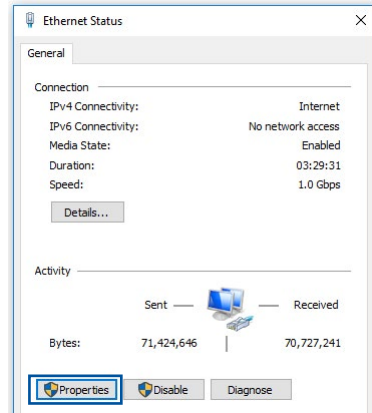 Ethernet Status
General
Connection
IPv4 Connectivity: Internet
IPv6 Connectivity: No network access
Media State: Enabled
Duration: 03:29:31
Speed: 1.0 Gbps
Details...
Activity
Sent Received
Bytes: 71,424,646 70,727,241
Properties Disable Diagnose